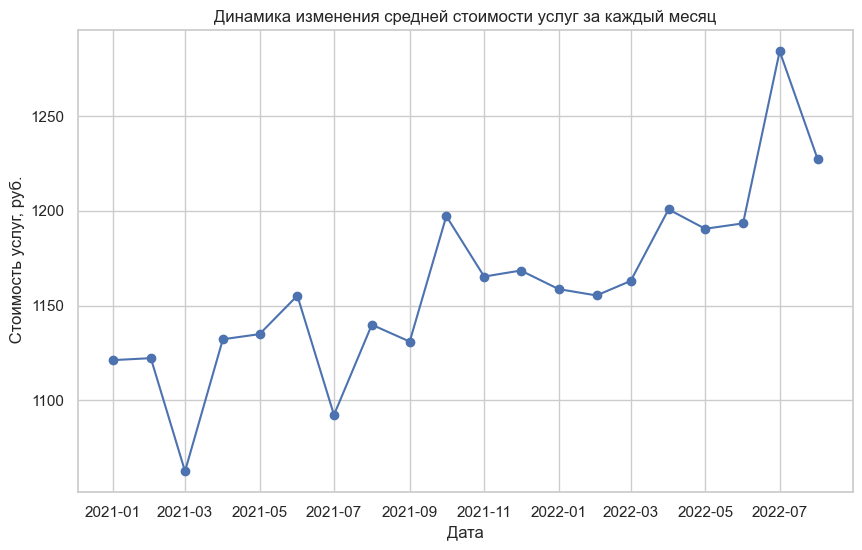 Динамика изменения средней стоимости услуг за каждый месяц
Стоимость услуг, руб.
1250
1200
1150
1100
2021-01 2021-03 2021-05 2021-07 2021-09 2021-11 2022-01 2022-03 2022-05 2022-07
Дата